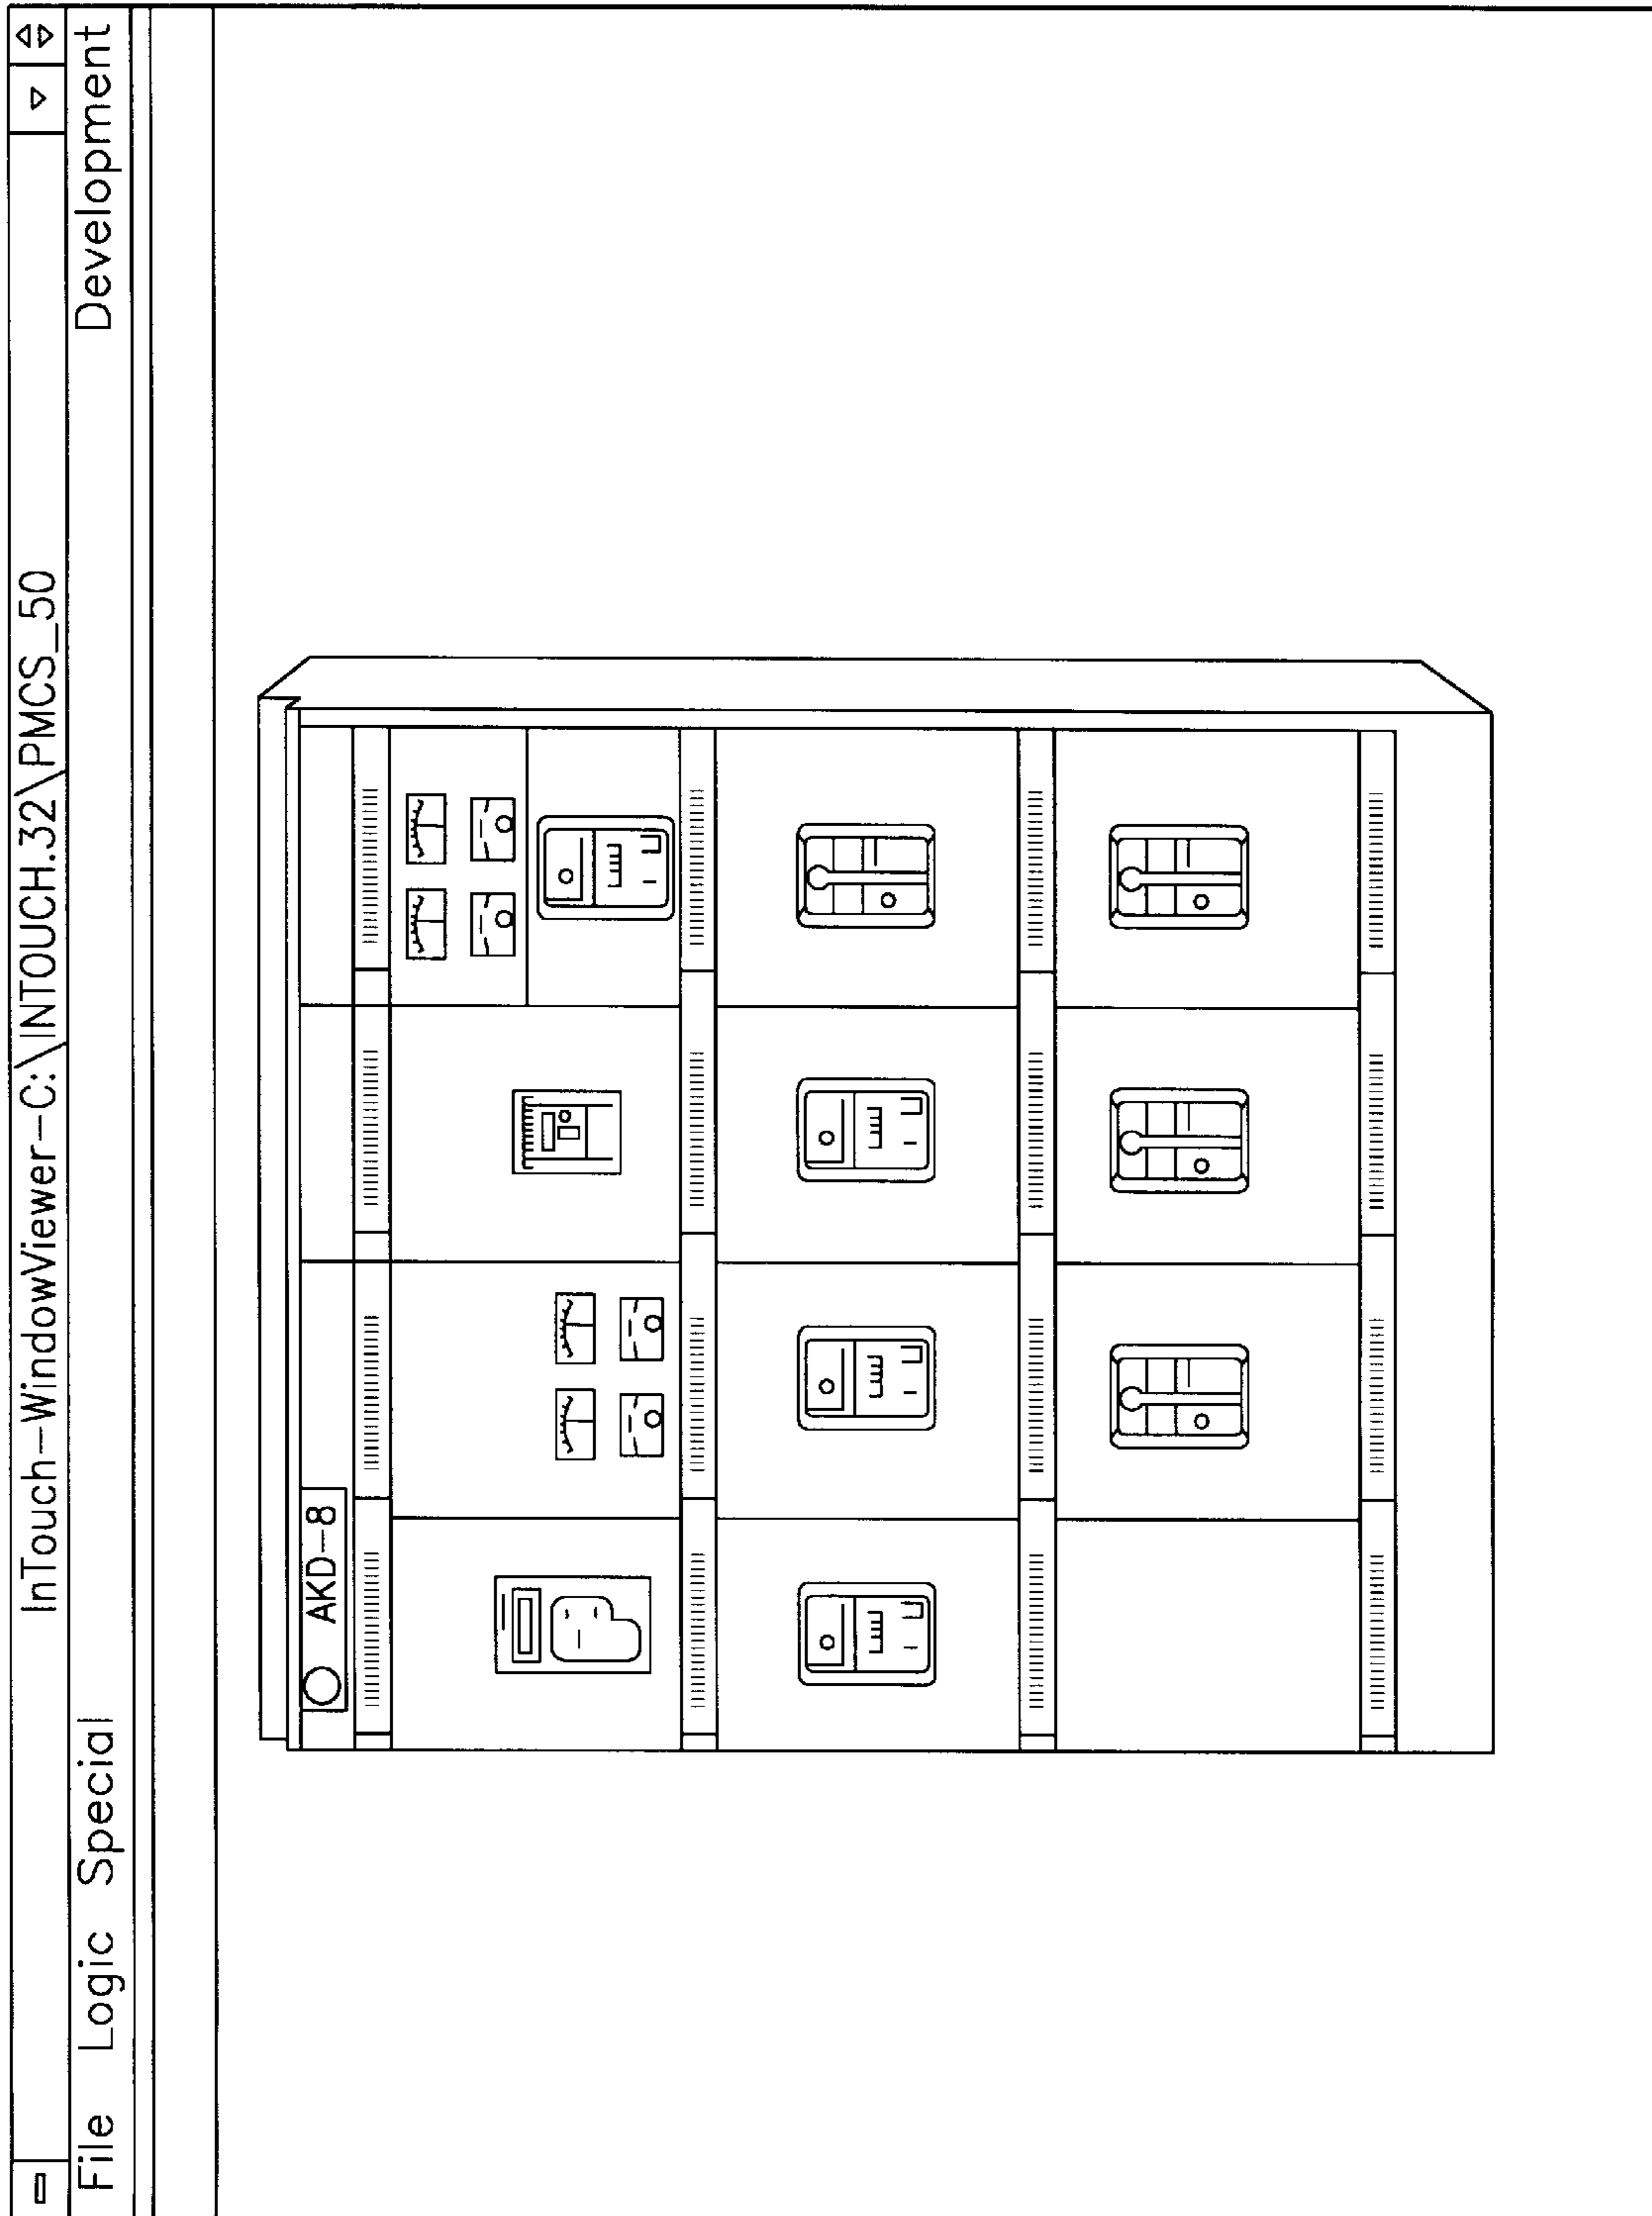 InTouch-WindowViewer-C:\INTOUCH.32\PMCS_50
File Logic Special Development
AKD-8